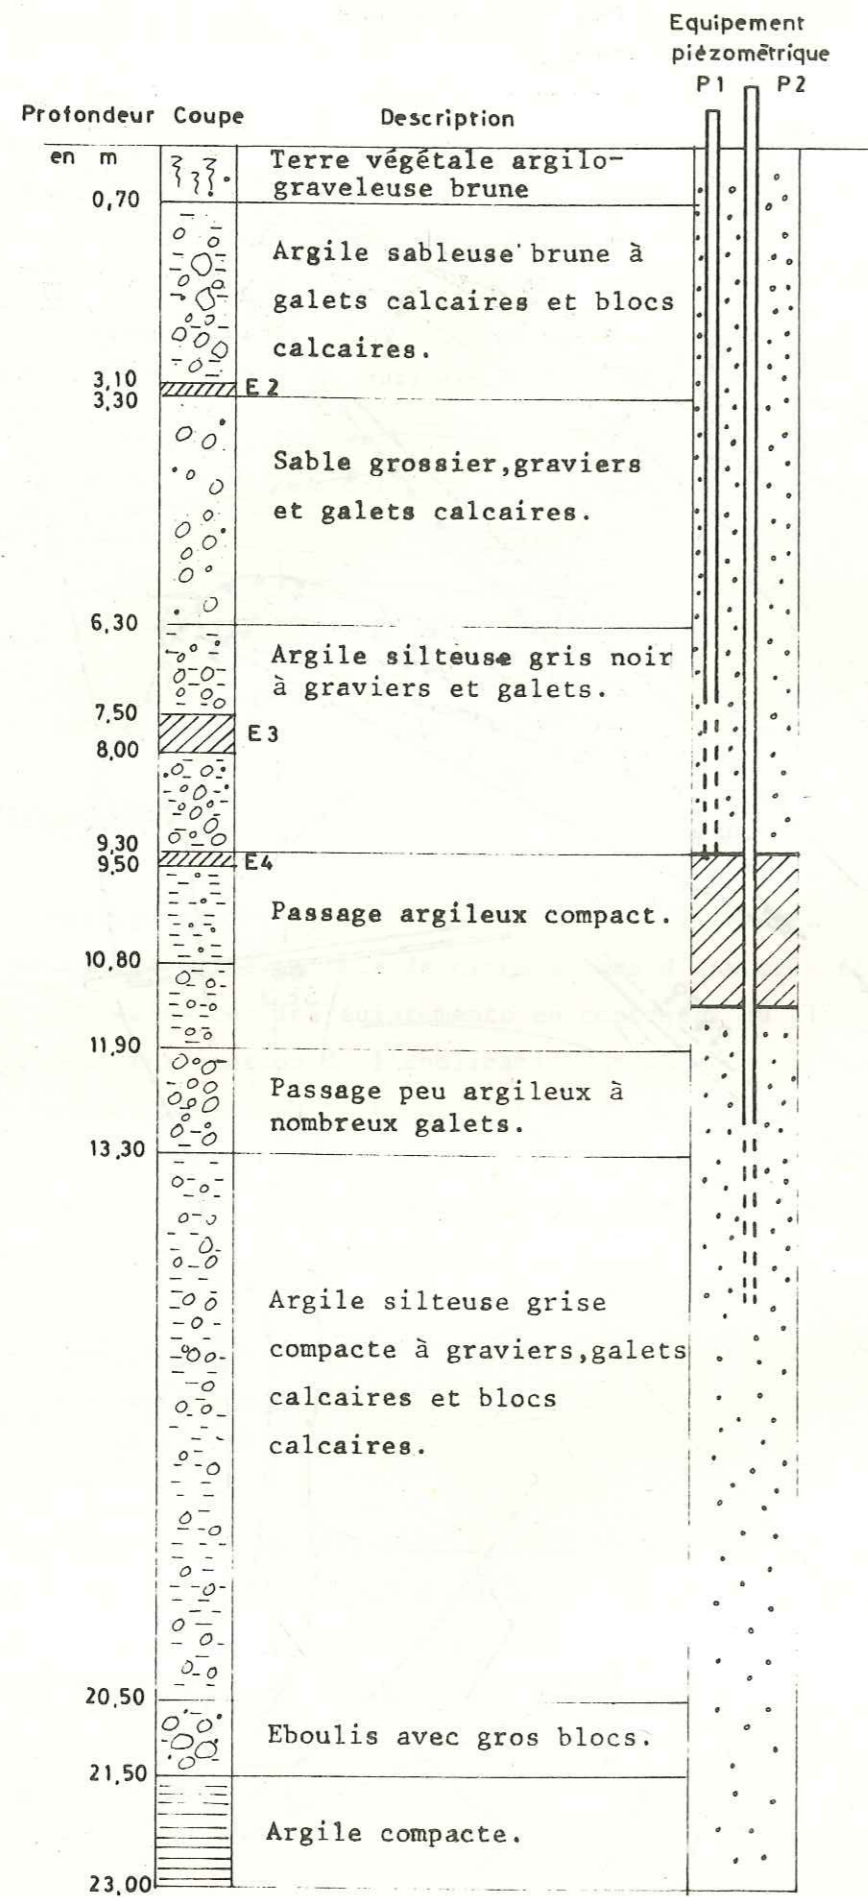 Equipement
piézométrique
P1 P2
Profondeur Coupe Description
en m
Terre végétale argilo-
graveleuse brune
0,70
Argile sableuse brune à
galets calcaires et blocs
calcaires.
3,10
E2
3,30
Sable grossier,graviers
et galets calcaires.
6,30
Argile silteuse gris noir
à graviers et galets.
7,50
E3
8,00
9,30
E4
9,50
Passage argileux compact.
10,80
11,90
Passage peu argileux à
nombreux galets.
13,30
Argile silteuse grise
compacte à graviers,galets
calcaires et blocs
calcaires.
20,50
Eboulis avec gros blocs.
21,50
Argile compacte.
23,00